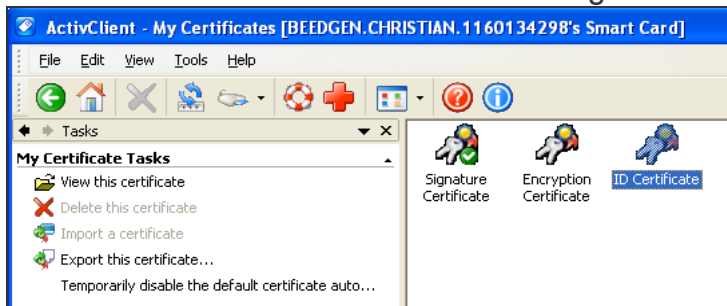 ActivClient - My Certificates [BEEDGEN.CHRISTIAN.1160134298's Smart Card]
File Edit View Tools Help
Tasks
My Certificate Tasks
View this certificate
Delete this certificate
Import a certificate
Export this certificate...
Temporarily disable the default certificate auto...
Signature Certificate
Encryption Certificate
ID Certificate